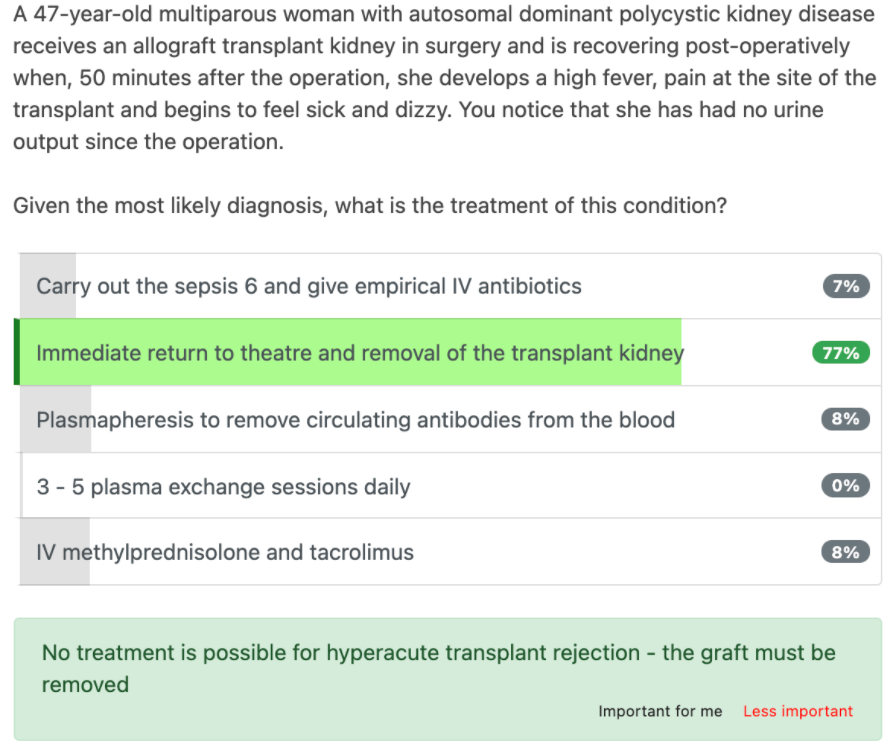 A 47-year-old multiparous woman with autosomal dominant polycystic kidney disease
receives an allograft transplant kidney in surgery and is recovering post-operatively
when, 50 minutes after the operation, she develops a high fever, pain at the site of the
transplant and begins to feel sick and dizzy. You notice that she has had no urine
output since the operation.
Given the most likely diagnosis, what is the treatment of this condition?
Carry out the sepsis 6 and give empirical IV antibiotics 7%
Immediate return to theatre and removal of the transplant kidney 77%
Plasmapheresis to remove circulating antibodies from the blood 8%
3 - 5 plasma exchange sessions daily 0%
IV methylprednisolone and tacrolimus 8%
No treatment is possible for hyperacute transplant rejection - the graft must be
removed
Important for me Less important